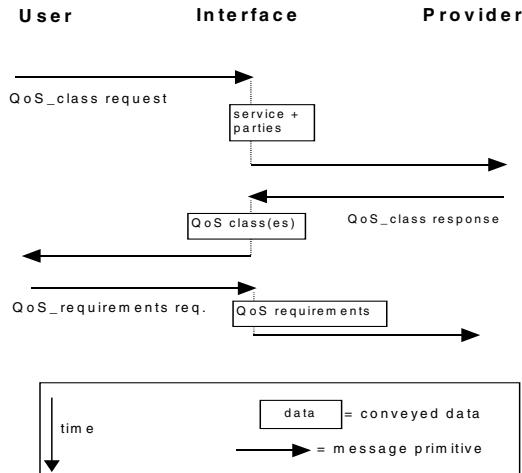 User Interface Provider
QoS_class request
service +
parties
QoS class(es)
QoS_class response
QoS_requirements req.
QoS requirements
time
data
= conveyed data
= message primitive